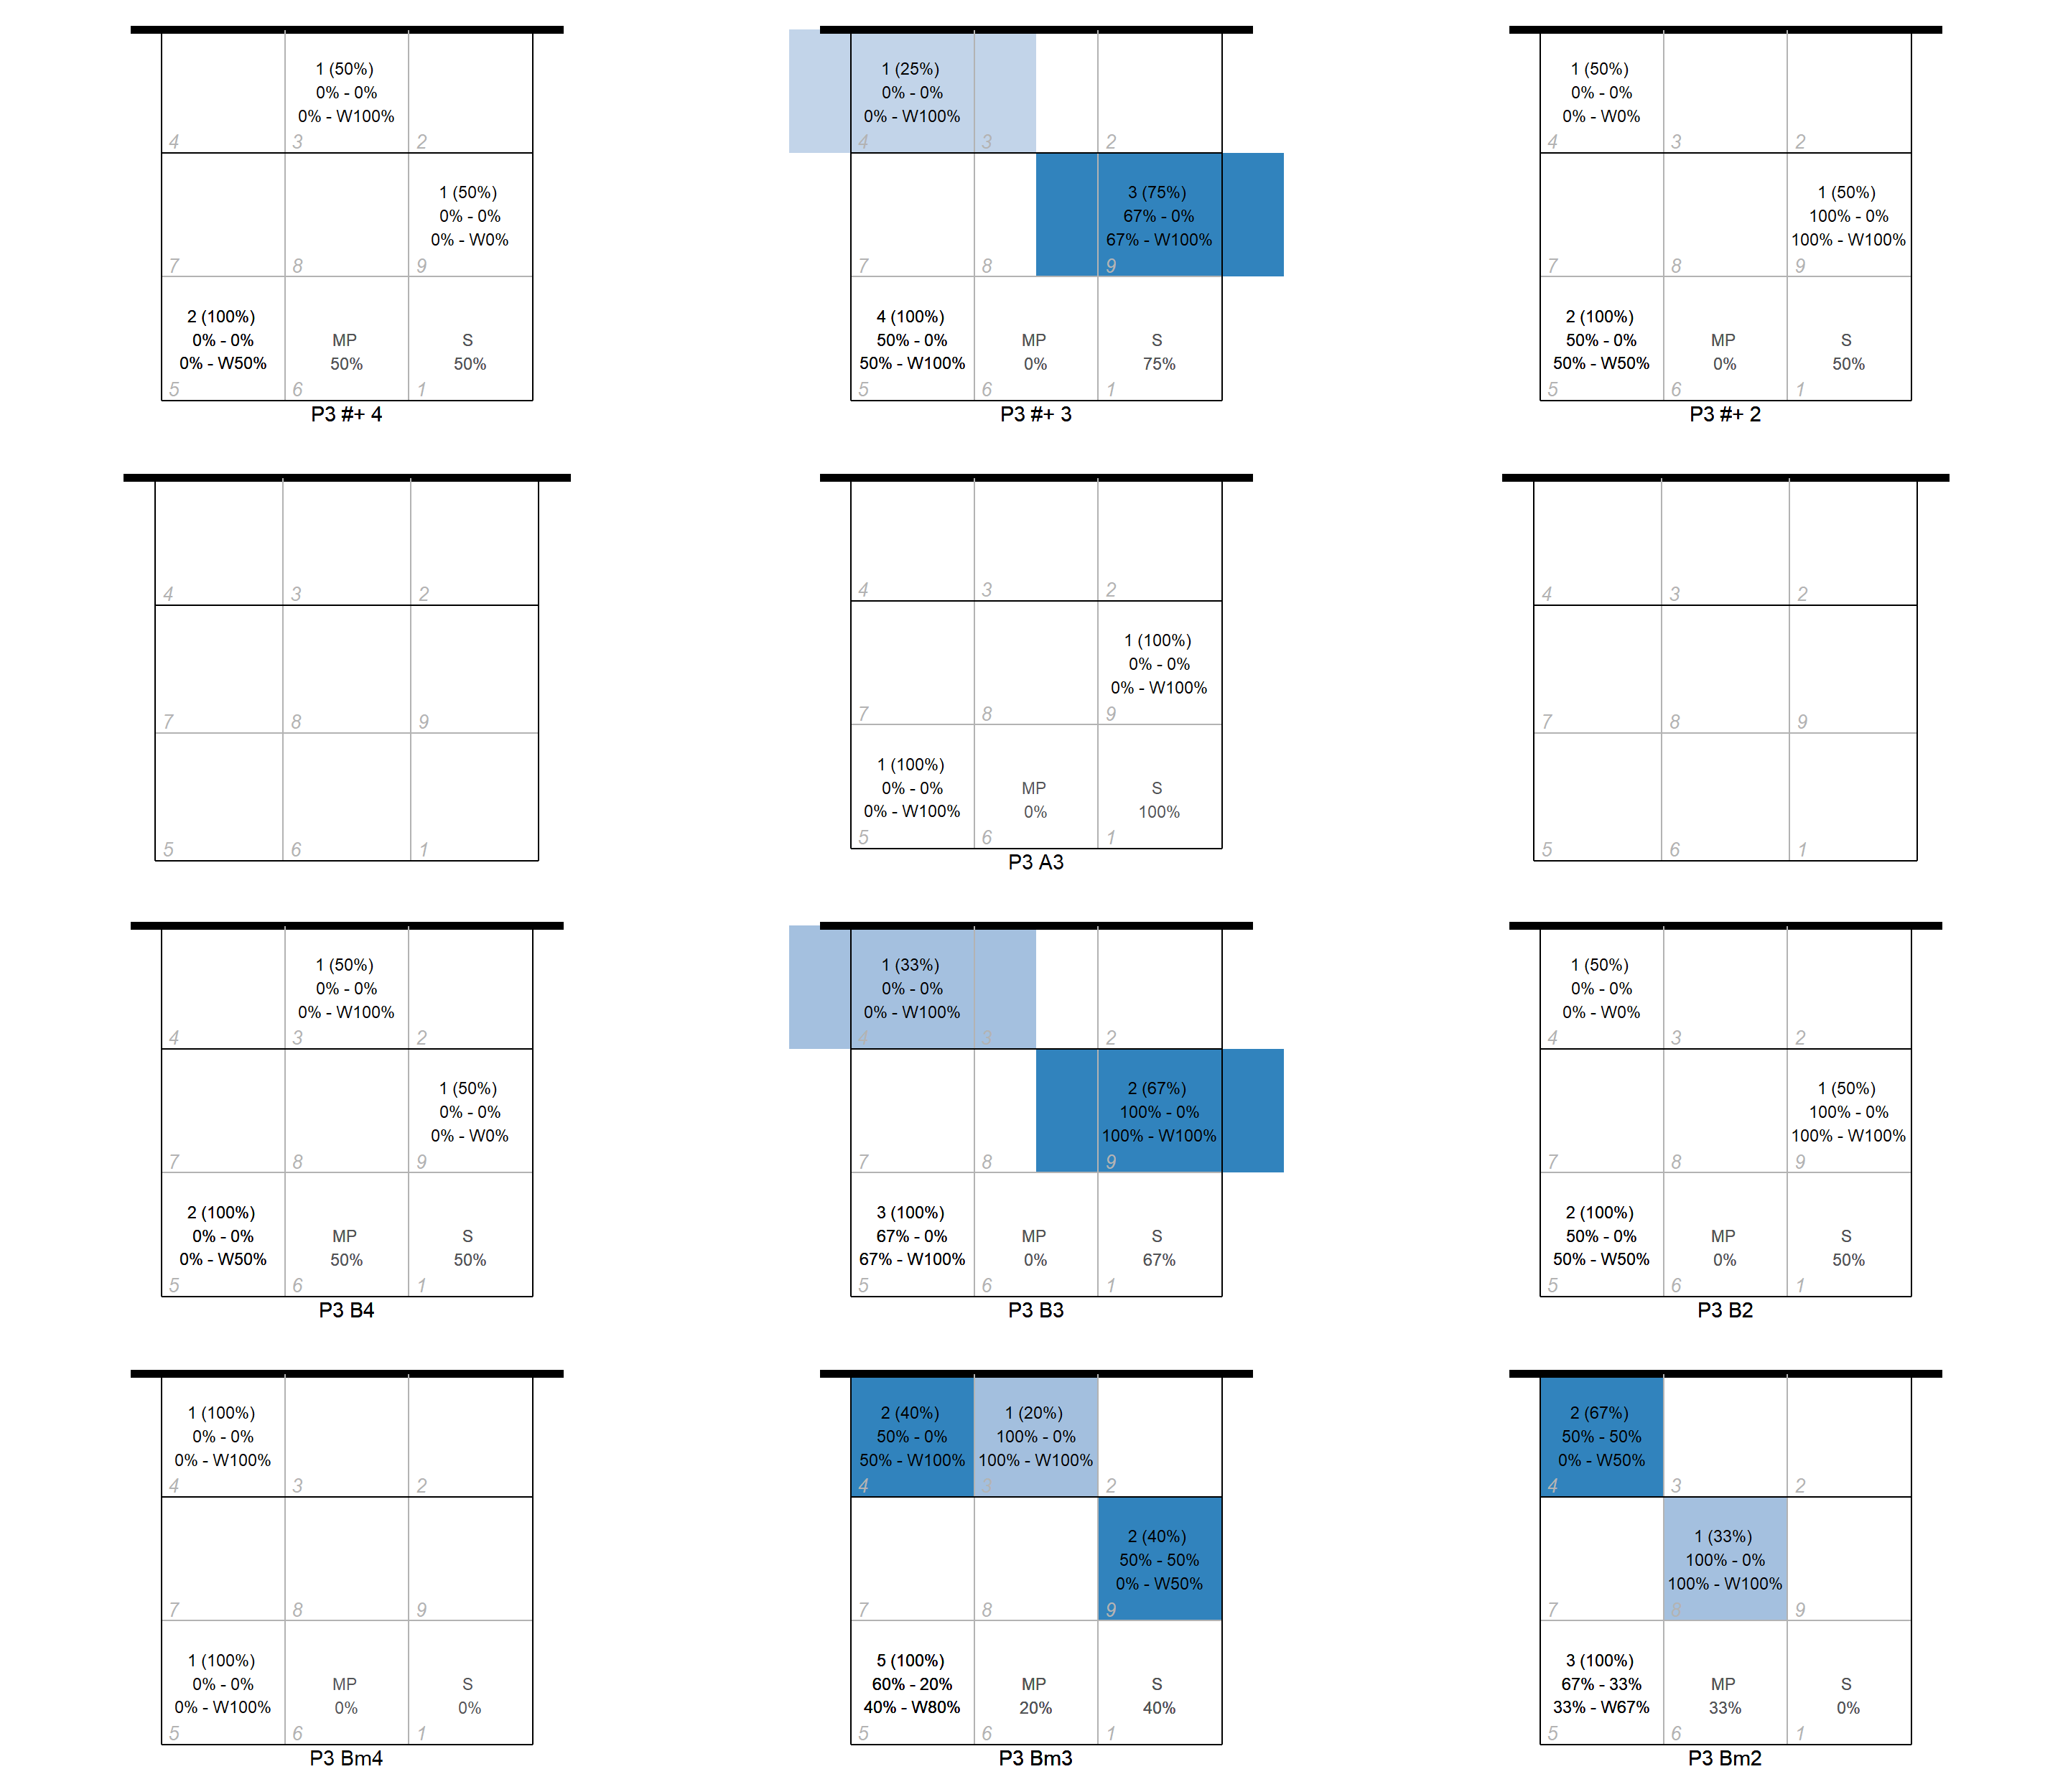 1 (50%)
0% - 0%
0% - W100%
4 3 2
1 (50%)
0% - 0%
0% - W0%
7 8 9
2 (100%)
0% - 0%
0% - W50%
MP
50%
S
50%
5 6 1
P3 #+ 4
1 (25%)
0% - 0%
0% - W100%
4 3 2
3 (75%)
67% - 0%
67% - W100%
7 8 9
4 (100%)
50% - 0%
50% - W100%
MP
0%
S
75%
5 6 1
P3 #+ 3
1 (50%)
0% - 0%
0% - W0%
4 3 2
1 (50%)
100% - 0%
100% - W100%
7 8 9
2 (100%)
50% - 0%
50% - W50%
MP
0%
S
50%
5 6 1
P3 #+ 2
4 3 2
7 8 9
5 6 1
4 3 2
1 (100%)
0% - 0%
0% - W100%
7 8 9
1 (100%)
0% - 0%
0% - W100%
MP
0%
S
100%
5 6 1
P3 A3
4 3 2
7 8 9
5 6 1
1 (50%)
0% - 0%
0% - W100%
4 3 2
1 (50%)
0% - 0%
0% - W0%
7 8 9
2 (100%)
0% - 0%
0% - W50%
MP
50%
S
50%
5 6 1
P3 B4
1 (33%)
0% - 0%
0% - W100%
4 3 2
2 (67%)
100% - 0%
100% - W100%
7 8 9
3 (100%)
67% - 0%
67% - W100%
MP
0%
S
67%
5 6 1
P3 B3
1 (50%)
0% - 0%
0% - W0%
4 3 2
1 (50%)
100% - 0%
100% - W100%
7 8 9
2 (100%)
50% - 0%
50% - W50%
MP
0%
S
50%
5 6 1
P3 B2
1 (100%)
0% - 0%
0% - W100%
4 3 2
7 8 9
1 (100%)
0% - 0%
0% - W100%
MP
0%
S
0%
5 6 1
P3 Bm4
2 (40%)
50% - 0%
50% - W100%
1 (20%)
100% - 0%
100% - W100%
4 3 2
2 (40%)
50% - 50%
0% - W50%
7 8 9
5 (100%)
60% - 20%
40% - W80%
MP
20%
S
40%
5 6 1
P3 Bm3
2 (67%)
50% - 50%
0% - W50%
4 3 2
1 (33%)
100% - 0%
100% - W100%
7 8 9
3 (100%)
67% - 33%
33% - W67%
MP
33%
S
0%
5 6 1
P3 Bm2